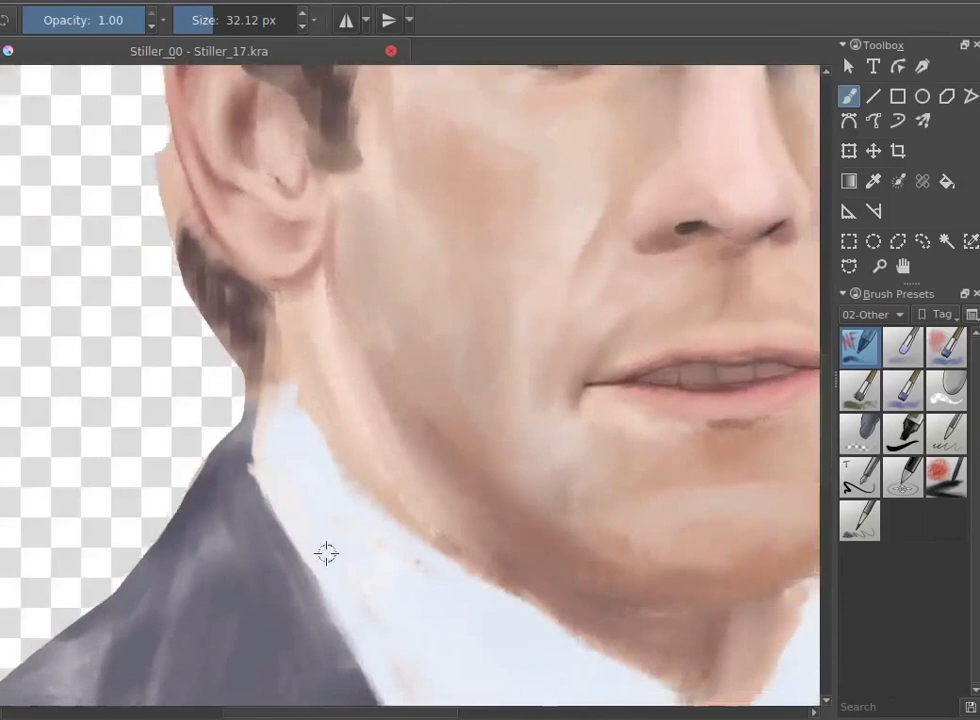 Opacity: 1.00
Size: 32.12 px
Stiller_00 - Stiller_17.kra
Toolbox
Brush Presets
02-Other
Tag
Search